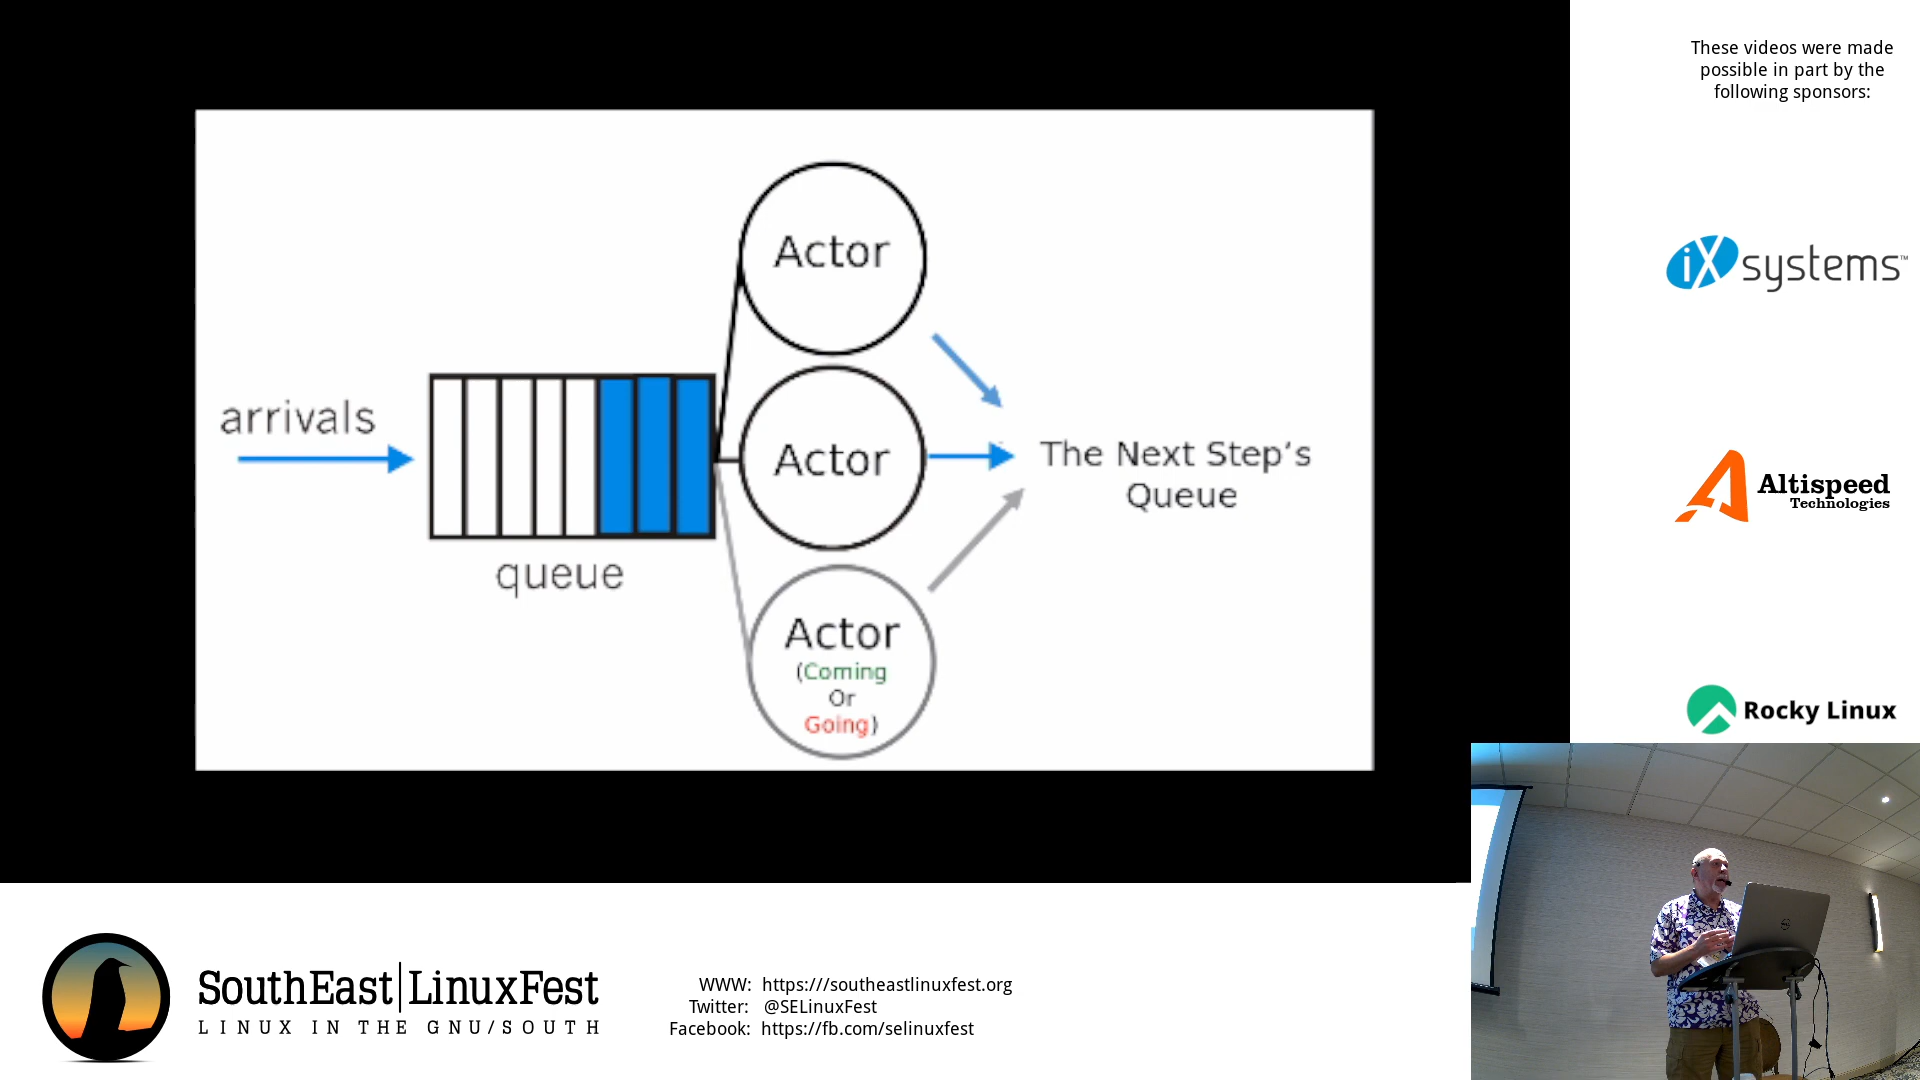 These videos were made
possible in part by the
following sponsors:
iXsystems™
Altispeed
Technologies
Rocky Linux
arrivals
queue
Actor
Actor
Actor
(Coming
Or
Going)
The Next Step's
Queue
SouthEast|LinuxFest
LINUX IN THE GNU/SOUTH
WWW: https:///southeastlinuxfest.org
Twitter: @SELinuxFest
Facebook: https://fb.com/selinuxfest